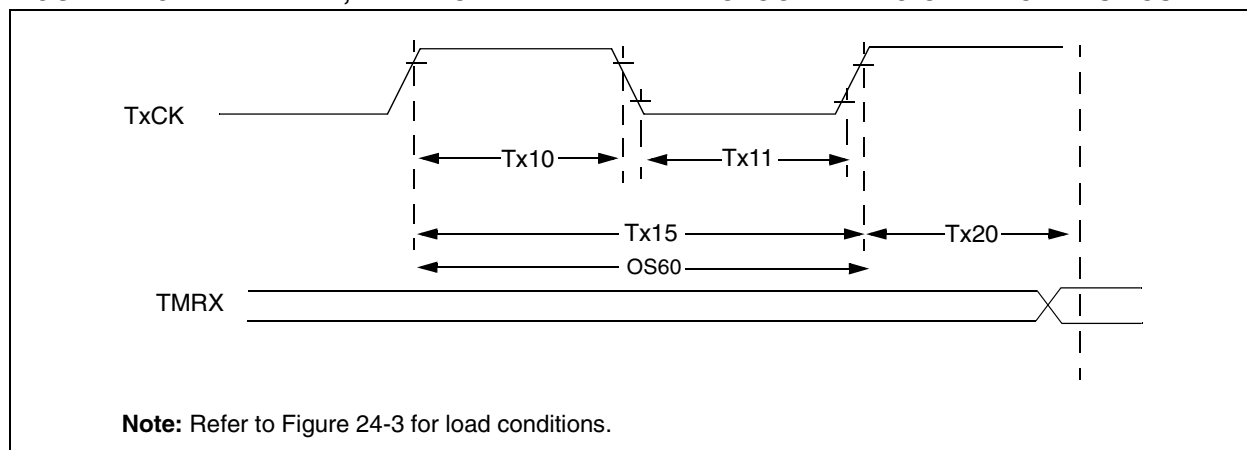 TxCK
Tx10
Tx11
Tx15
Tx20
OS60
TMRX
Note: Refer to Figure 24-3 for load conditions.